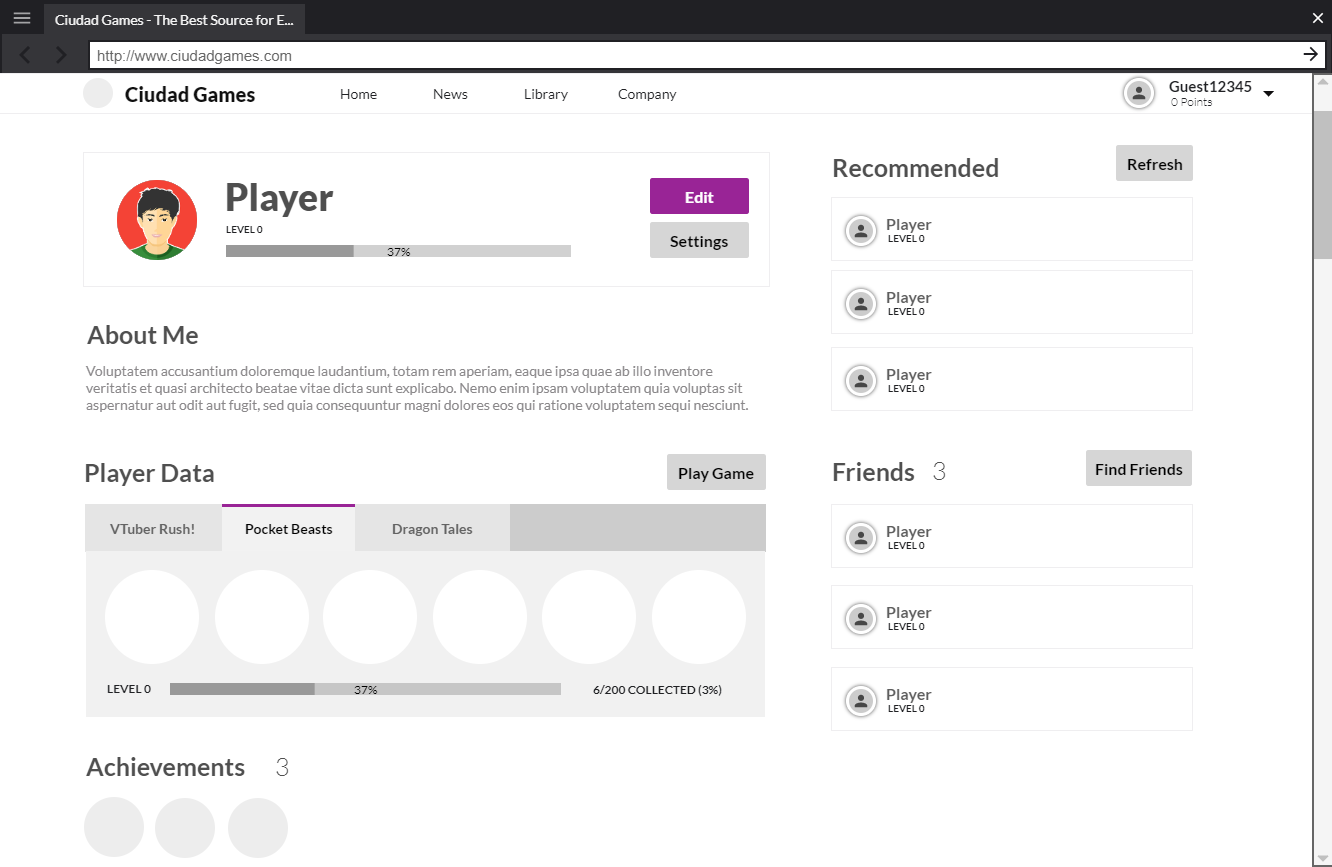 Ciudad Games - The Best Source for E...
http://www.ciudadgames.com
Ciudad Games
Home
News
Library
Company
Guest12345
0 Points
Player
LEVEL 0
37%
Edit
Settings
About Me
Voluptatem accusantium doloremque laudantium, totam rem aperiam, eaque ipsa quae ab illo inventore
veritatis et quasi architecto beatae vitae dicta sunt explicabo. Nemo enim ipsam voluptatem quia voluptas sit
aspernatur aut odit aut fugit, sed quia consequuntur magni dolores eos qui ratione voluptatem sequi nesciunt.
Player Data
Play Game
VTuber Rush!
Pocket Beasts
Dragon Tales
LEVEL 0
37%
6/200 COLLECTED (3%)
Achievements 3
Recommended
Refresh
Player
LEVEL 0
Player
LEVEL 0
Player
LEVEL 0
Friends 3
Find Friends
Player
LEVEL 0
Player
LEVEL 0
Player
LEVEL 0